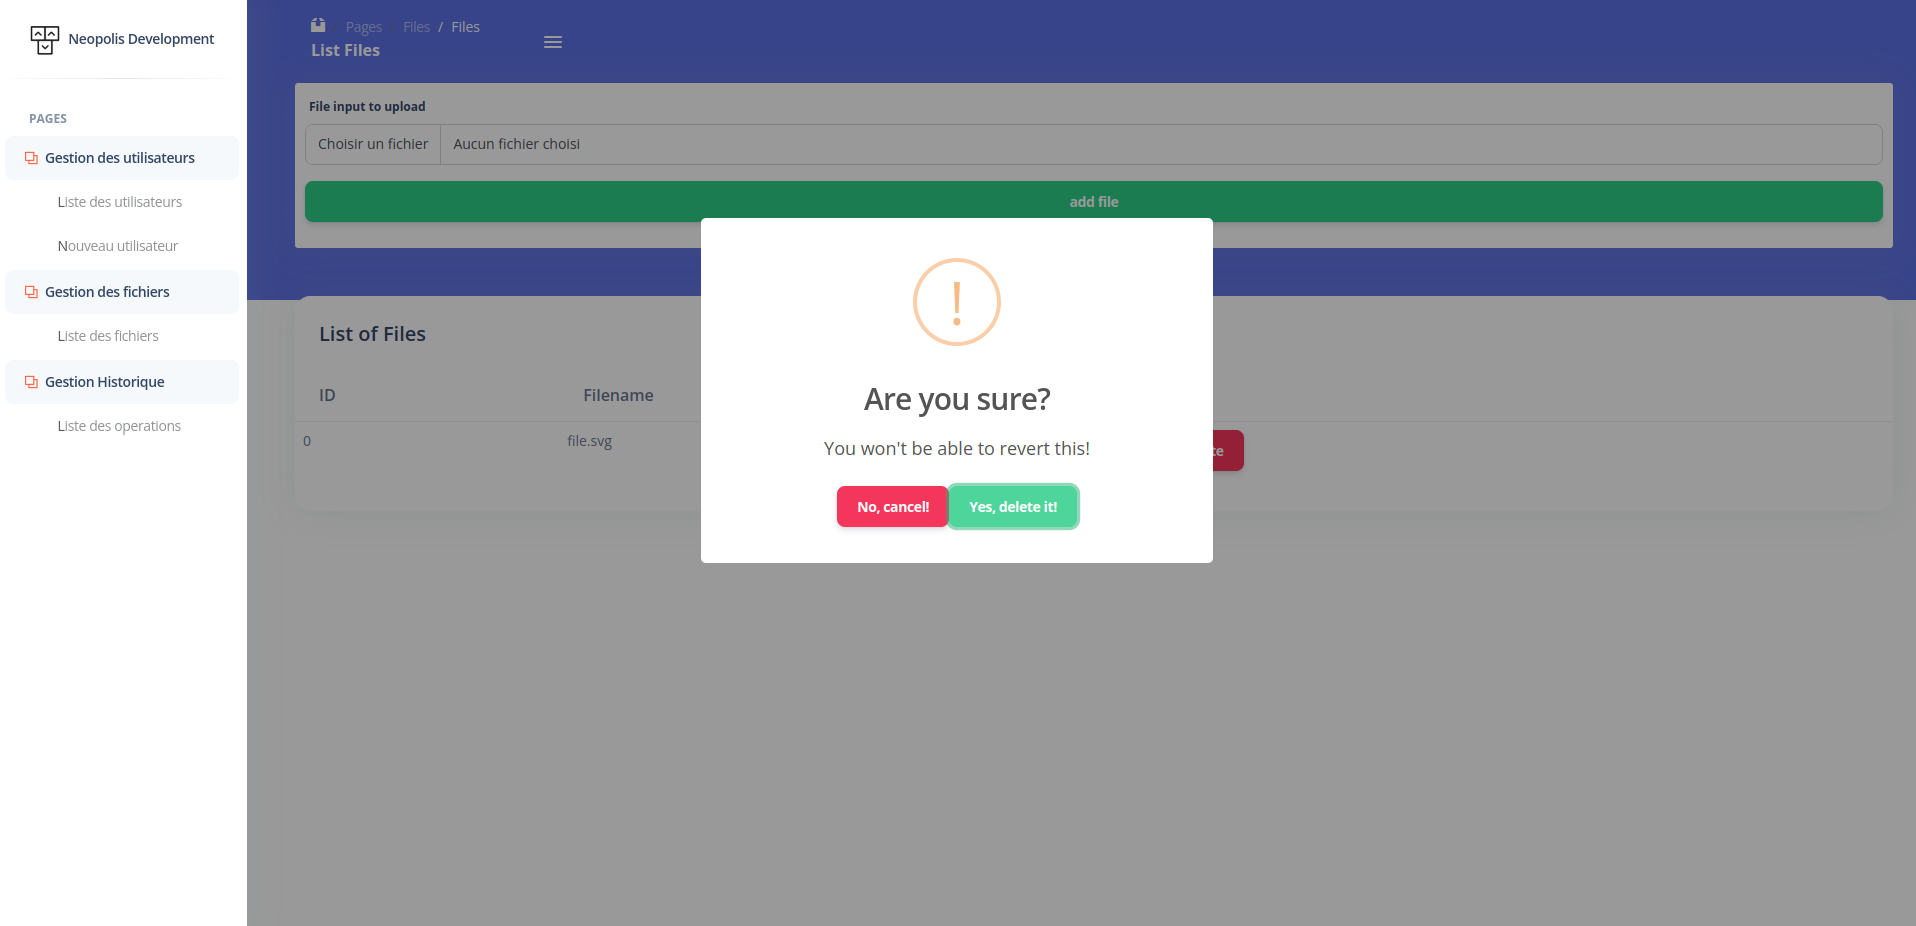 Neopolis Development
PAGES
Gestion des utilisateurs
Liste des utilisateurs
Nouveau utilisateur
Gestion des fichiers
Liste des fichiers
Gestion Historique
Liste des operations
Pages Files / Files
List Files
File input to upload
Choisir un fichier Aucun fichier choisi
add file
List of Files
ID Filename
0 file.svg
Are you sure?
You won't be able to revert this!
No, cancel! Yes, delete it!